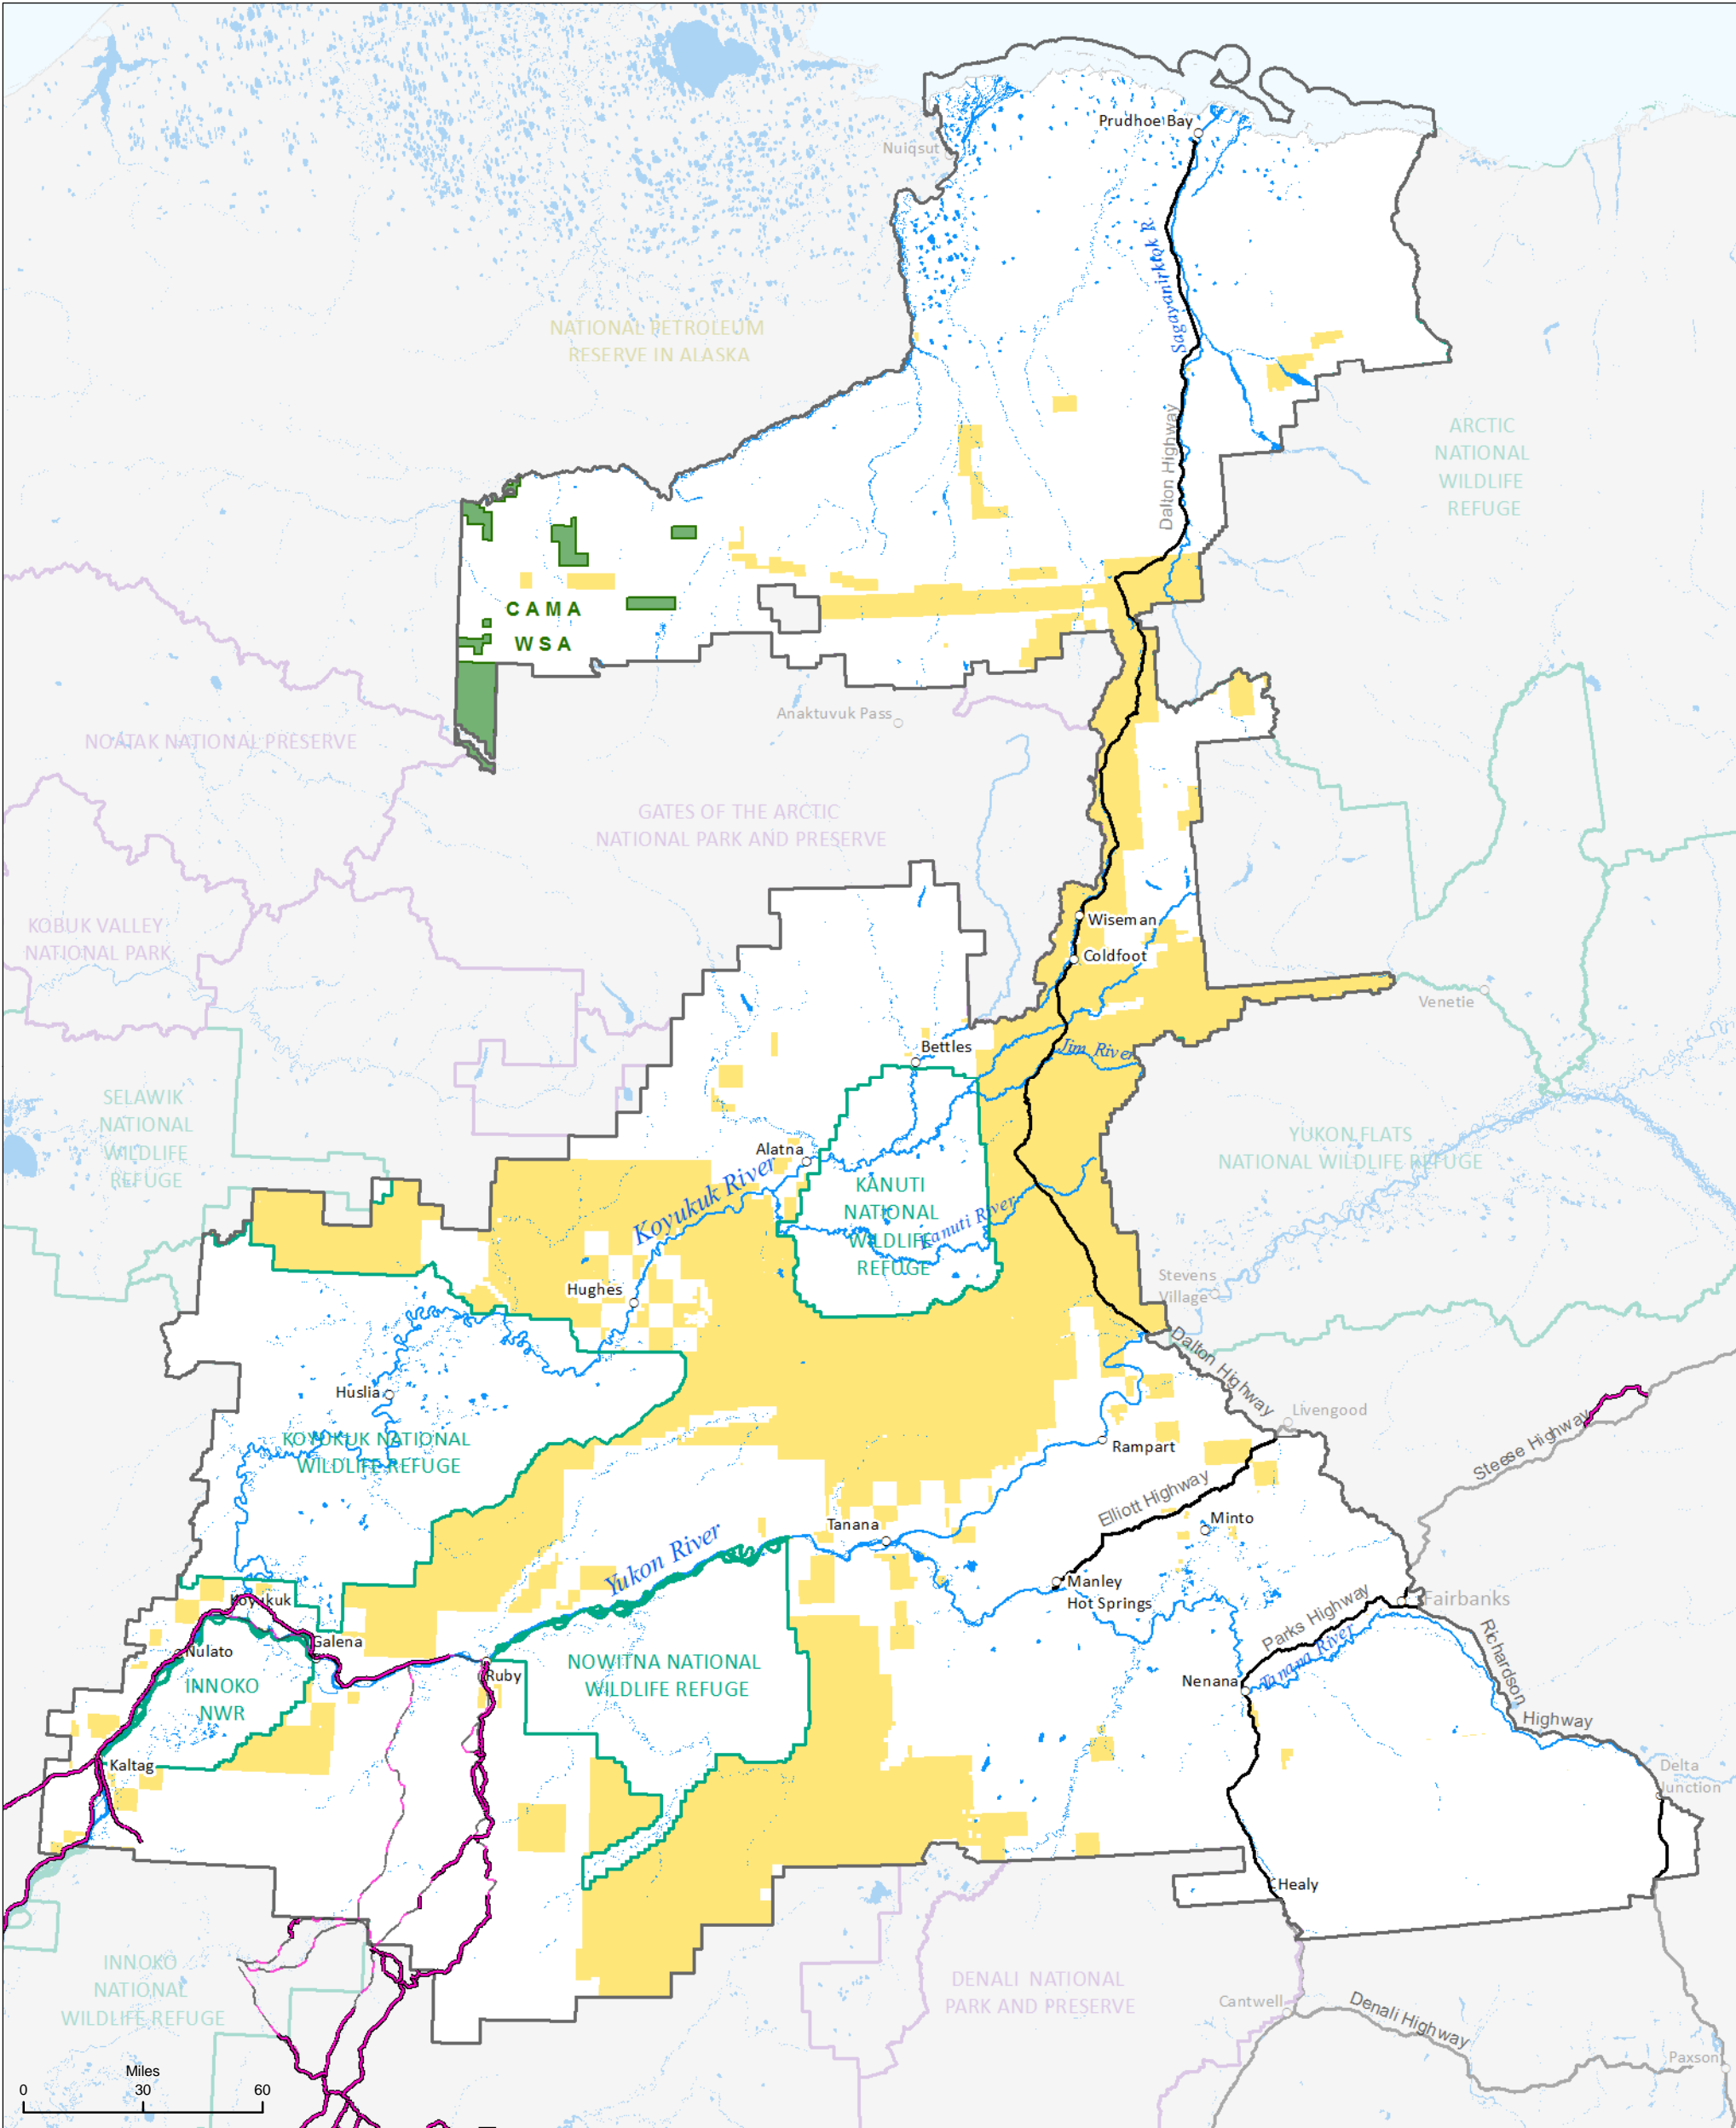 Prudhoe Bay
Nuiqsut
Sagavanirktok R.
NATIONAL PETROLEUM
RESERVE IN ALASKA
Dalton Highway
ARCTIC
NATIONAL
WILDLIFE
REFUGE
CAMA
WSA
Anaktuvuk Pass
NOATAK NATIONAL PRESERVE
GATES OF THE ARCTIC
NATIONAL PARK AND PRESERVE
KOBUK VALLEY
NATIONAL PARK
Wiseman
Coldfoot
Venetie
Bettles
Jim River
SELAWIK
NATIONAL
WILDLIFE
REFUGE
YUKON FLATS
NATIONAL WILDLIFE REFUGE
Alatna
Koyukuk River
KANUTI
NATIONAL
WILDLIFE
REFUGE
Kanuti River
Hughes
Stevens
Village
Dalton Highway
Huslia
Livengood
KOYUKUK NATIONAL
WILDLIFE REFUGE
Rampart
Steese Highway
Elliott Highway
Minto
Tanana
Yukon River
Manley
Hot Springs
Fairbanks
Parks Highway
Koyukuk
Galena
Nulato
Tanana River
Richardson
Highway
NOWITNA NATIONAL
WILDLIFE REFUGE
Ruby
INNOKO
NWR
Nenana
Kaltag
Delta
Junction
Healy
INNOKO
NATIONAL
WILDLIFE REFUGE
DENALI NATIONAL
PARK AND PRESERVE
Cantwell
Denali Highway
Paxson
Miles
0 30 60